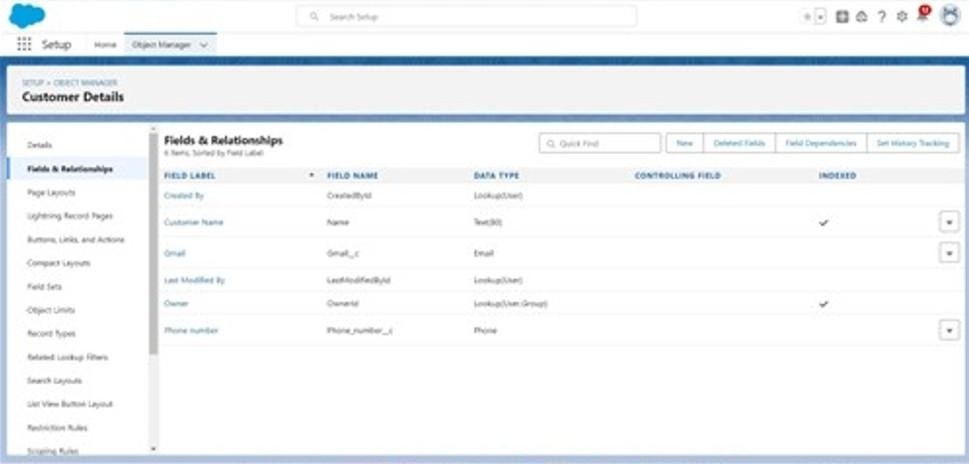 Search Setup
12
Setup Home Object Manager
SETUP > OBJECT MANAGER
Customer Details
Details
Fields & Relationships
Page Layouts
Lightning Record Pages
Buttons, Links, and Actions
Compact Layouts
Field Sets
Object Limits
Record Types
Related Lookup Filters
Search Layouts
List View Button Layout
Restriction Rules
Scoping Rules
Fields & Relationships
6 Items, Sorted by Field Label
Quick Find New Deleted Fields Field Dependencies Set History Tracking
FIELD LABEL FIELD NAME DATA TYPE CONTROLLING FIELD INDEXED
Created By CreatedById Lookup(User)
Customer Name Name Text(80)
Gmail Gmail__c Email
Last Modified By LastModifiedById Lookup(User)
Owner OwnerId Lookup(User,Group)
Phone number Phone_number__c Phone